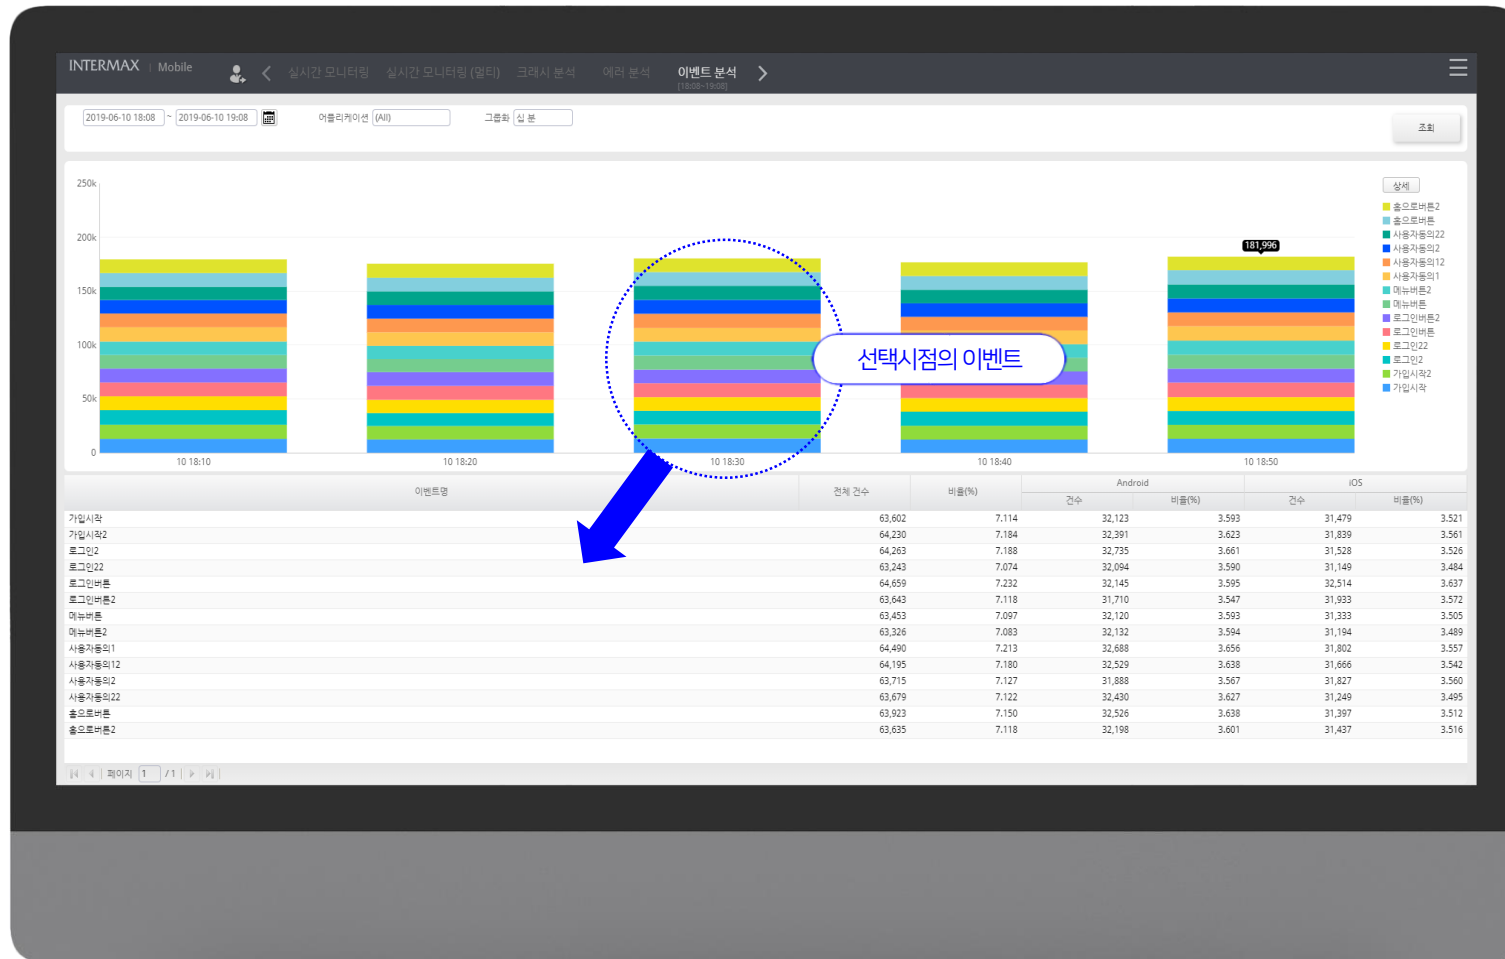 INTERMAX | Mobile 실시간 모니터링 실시간 모니터링 (멀티) 크래시 분석 에러 분석 이벤트 분석
[18:08~19:08]
2019-06-10 18:08 ~ 2019-06-10 19:08 어플리케이션 (All) 그룹화 십 분 조회
250k
200k
150k
100k
50k
0
181,996
선택시점의 이벤트
10 18:10 10 18:20 10 18:30 10 18:40 10 18:50
상세
홈으로버튼2
홈으로버튼
사용자동의22
사용자동의2
사용자동의12
사용자동의1
메뉴버튼2
메뉴버튼
로그인버튼2
로그인버튼
로그인22
로그인2
가입시작2
가입시작
이벤트명 전체 건수 비율(%) Android iOS
건수 비율(%) 건수 비율(%)
가입시작 63,602 7.114 32,123 3.593 31,479 3.521
가입시작2 64,230 7.184 32,391 3.623 31,839 3.561
로그인2 64,263 7.188 32,735 3.661 31,528 3.526
로그인22 63,243 7.074 32,094 3.590 31,149 3.484
로그인버튼 64,659 7.232 32,145 3.595 32,514 3.637
로그인버튼2 63,643 7.118 31,710 3.547 31,933 3.572
메뉴버튼 63,453 7.097 32,120 3.593 31,333 3.505
메뉴버튼2 63,326 7.083 32,132 3.594 31,194 3.489
사용자동의1 64,490 7.213 32,688 3.656 31,802 3.557
사용자동의12 64,195 7.180 32,529 3.638 31,666 3.542
사용자동의2 63,715 7.127 31,888 3.567 31,827 3.560
사용자동의22 63,679 7.122 32,430 3.627 31,249 3.495
홈으로버튼 63,923 7.150 32,526 3.638 31,397 3.512
홈으로버튼2 63,635 7.118 32,198 3.601 31,437 3.516
페이지 1 / 1